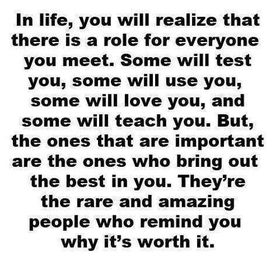 In life, you will realize that
there is a role for everyone
you meet. Some will test
you, some will use you,
some will love you, and
some will teach you. But,
the ones that are important
are the ones who bring out
the best in you. They're
the rare and amazing
people who remind you
why it's worth it.